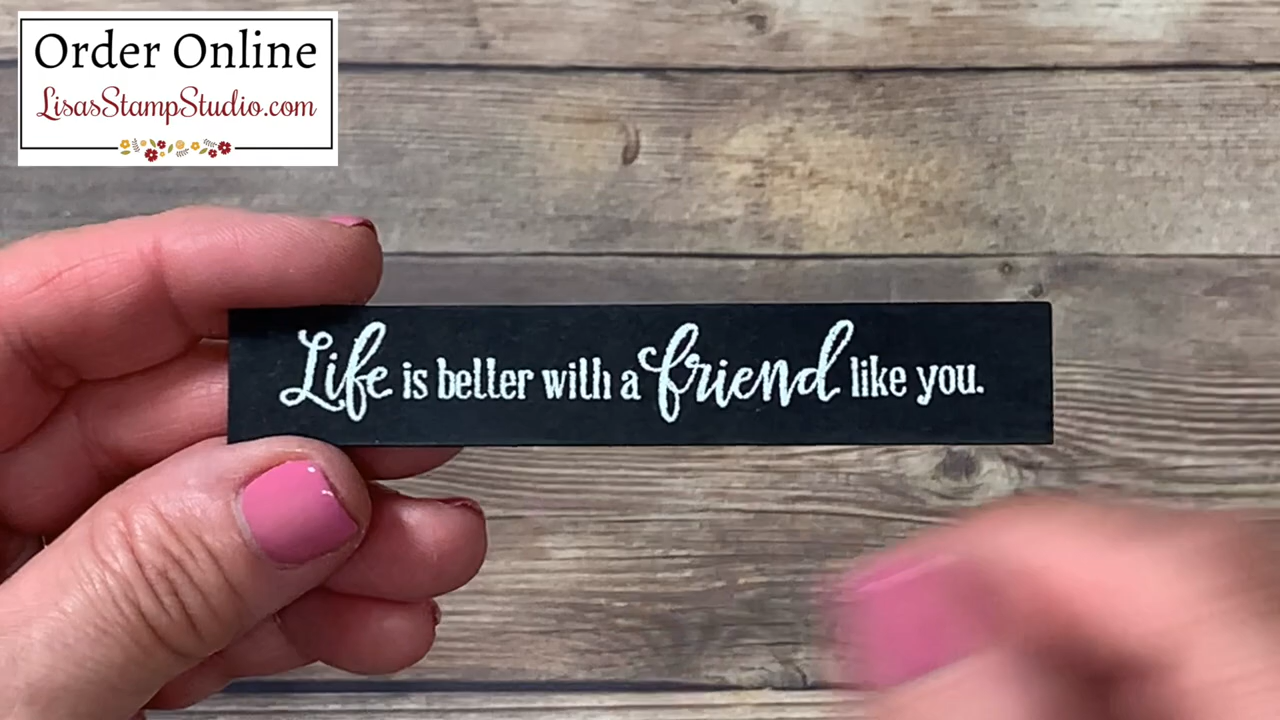 Order Online
LisasStampStudio.com
Life is better with a friend like you.